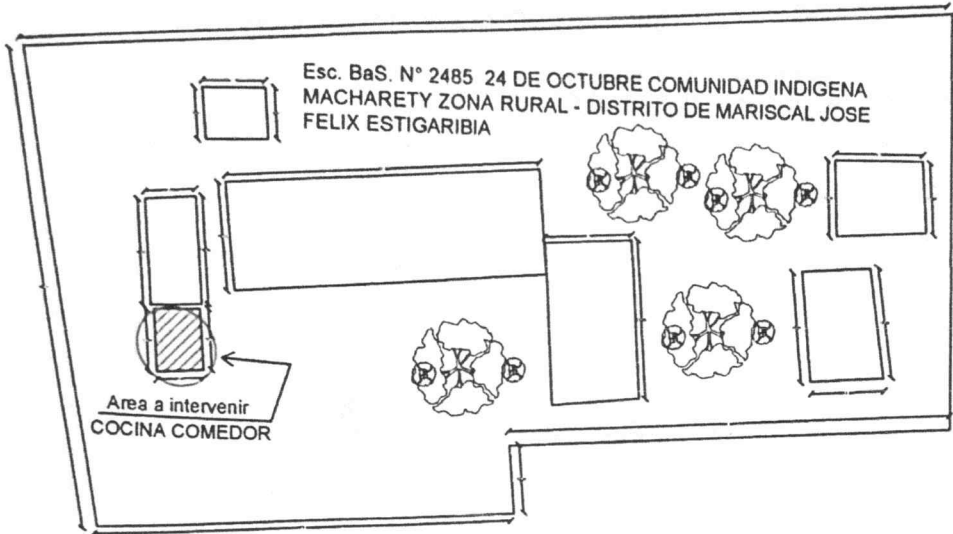 Esc. BaS. N° 2485 24 DE OCTUBRE COMUNIDAD INDIGENA
MACHARETY ZONA RURAL - DISTRITO DE MARISCAL JOSE
FELIX ESTIGARIBIA
Area a intervenir
COCINA COMEDOR